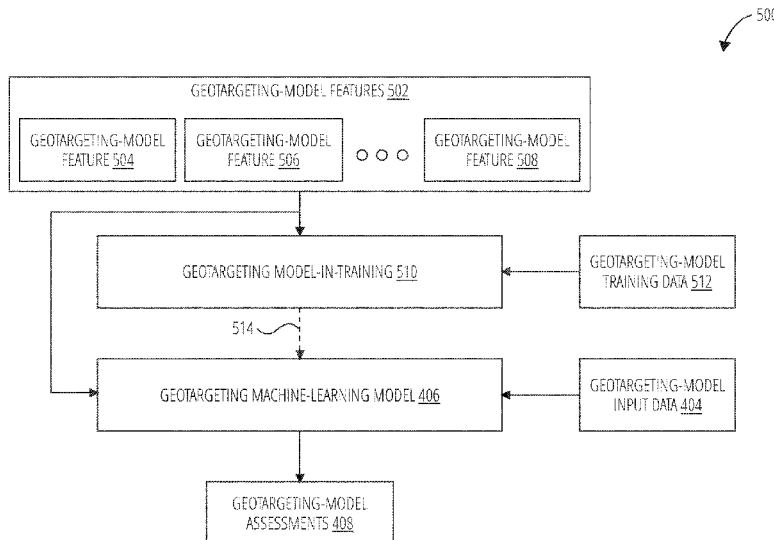 500
GEOTARGETING-MODEL FEATURES 502
GEOTARGETING-MODEL
FEATURE 504
GEOTARGETING-MODEL
FEATURE 506
GEOTARGETING-MODEL
FEATURE 508
GEOTARGETING MODEL-IN-TRAINING 510
GEOTARGETING-MODEL
TRAINING DATA 512
514
GEOTARGETING MACHINE-LEARNING MODEL 406
GEOTARGETING-MODEL
INPUT DATA 404
GEOTARGETING-MODEL
ASSESSMENTS 408